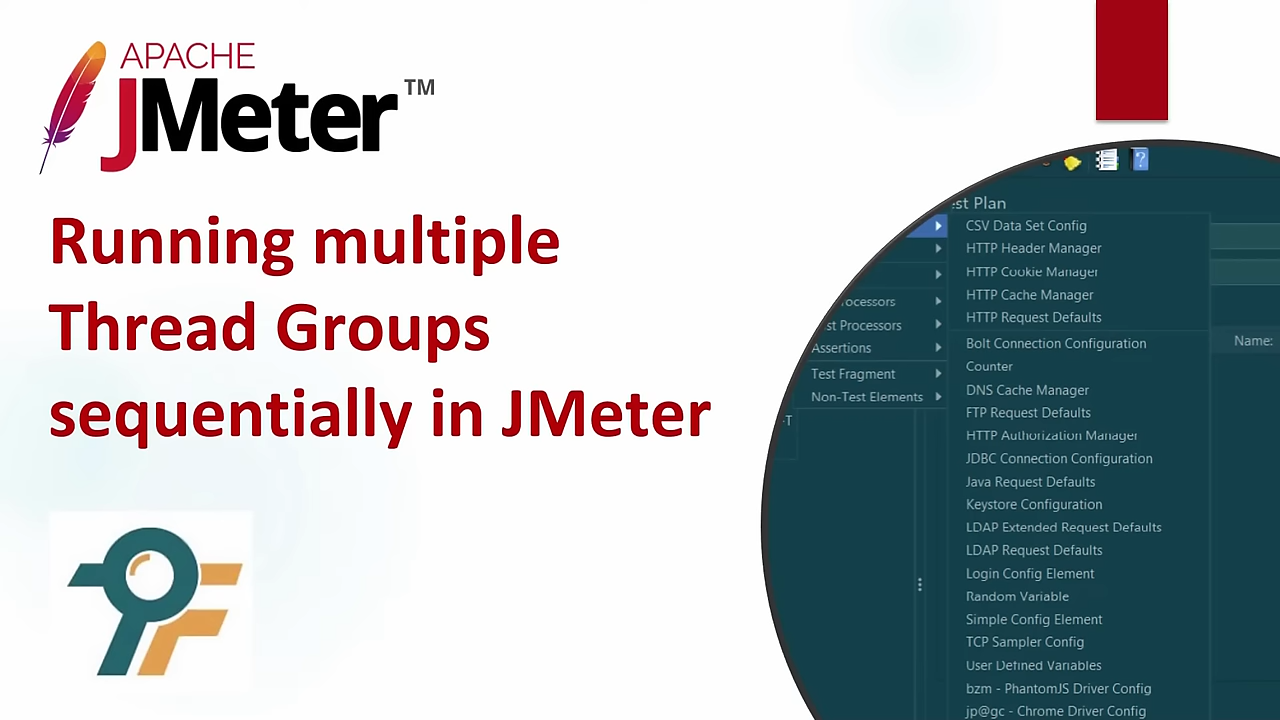 APACHE
JMeter™
Running multiple
Thread Groups
sequentially in JMeter
est Plan
CSV Data Set Config
HTTP Header Manager
HTTP Cookie Manager
HTTP Cache Manager
rocessors
HTTP Request Defaults
st Processors
Assertions
Bolt Connection Configuration
Name:
Counter
Test Fragment
DNS Cache Manager
Non-Test Elements
FTP Request Defaults
-T
HTTP Authorization Manager
JDBC Connection Configuration
Java Request Defaults
Keystore Configuration
LDAP Extended Request Defaults
LDAP Request Defaults
Login Config Element
Random Variable
Simple Config Element
TCP Sampler Config
User Defined Variables
bzm - PhantomJS Driver Config
jp@gc - Chrome Driver Config